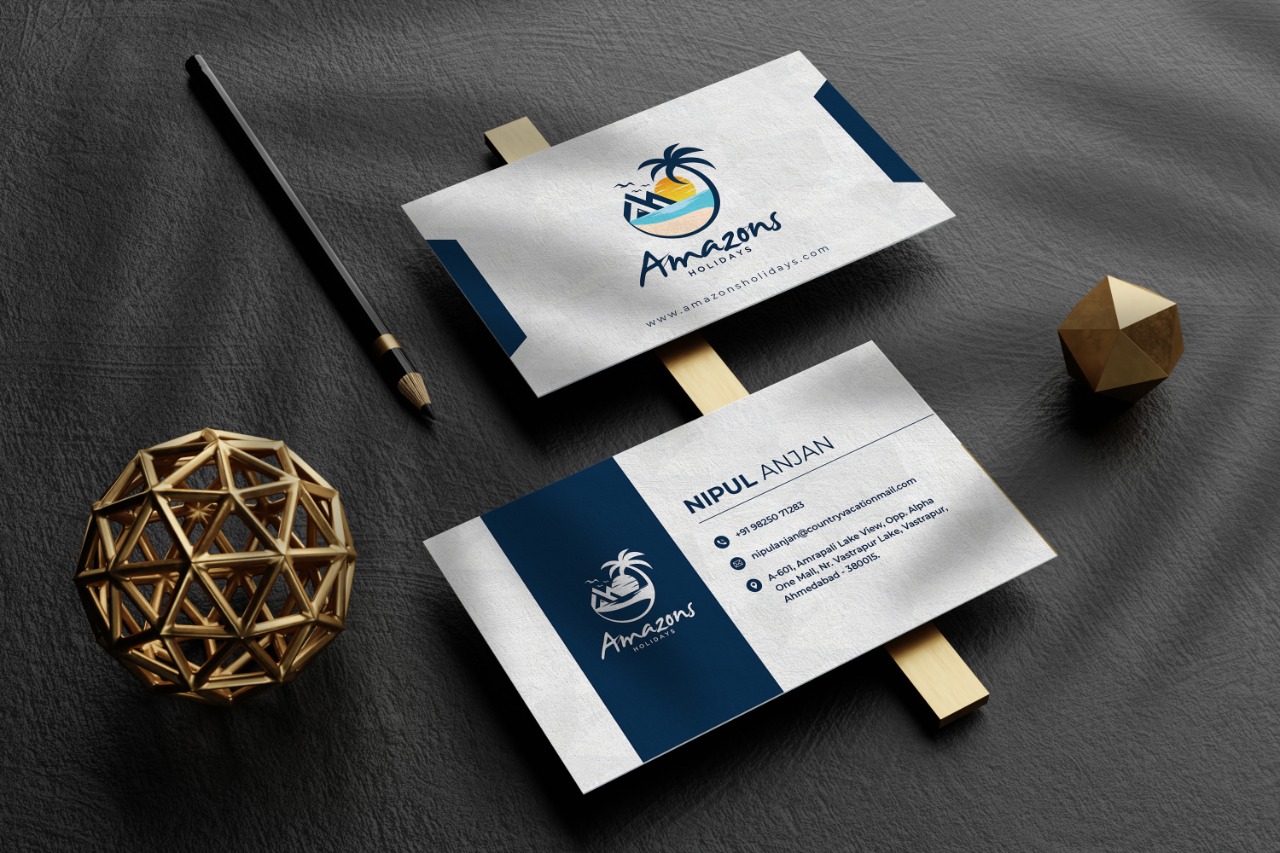 Amazons
HOLIDAYS
www.amazonsholidays.com
NIPUL ANJAN
+91 98250 71283
nipulanjan@countryvacationmail.com
A-601, Amrapali Lake View, Opp. Alpha
One Mall, Nr. Vastrapur Lake, Vastrapur,
Ahmedabad - 380015.
Amazons
HOLIDAYS